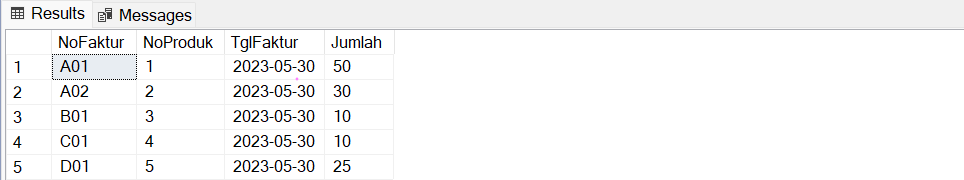 Results Messages
NoFaktur NoProduk TglFaktur Jumlah
1 A01 1 2023-05-30 50
2 A02 2 2023-05-30 30
3 B01 3 2023-05-30 10
4 C01 4 2023-05-30 10
5 D01 5 2023-05-30 25